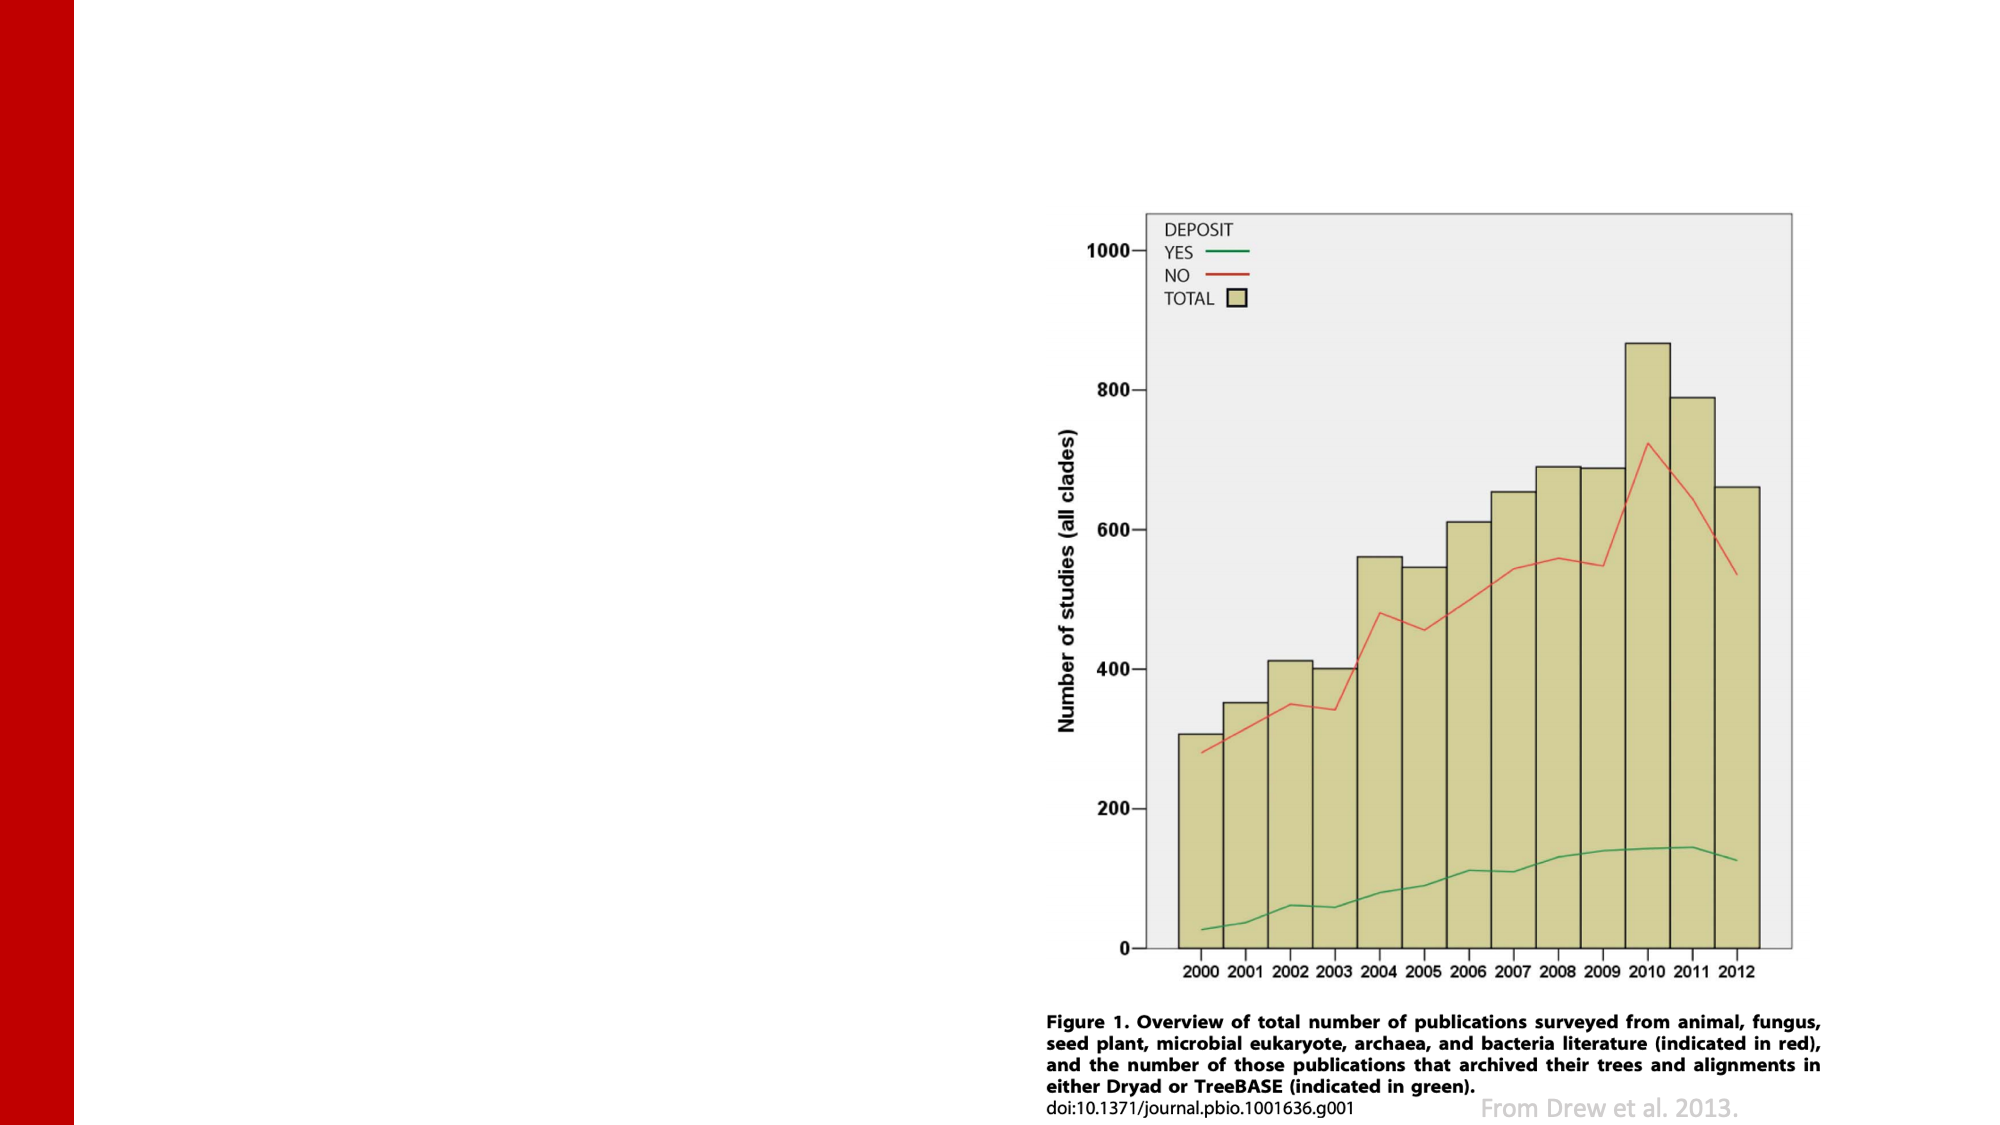 DEPOSIT
YES
NO
TOTAL
1000
800
600
400
200
0
Number of studies (all clades)
2000 2001 2002 2003 2004 2005 2006 2007 2008 2009 2010 2011 2012
Figure 1. Overview of total number of publications surveyed from animal, fungus,
seed plant, microbial eukaryote, archaea, and bacteria literature (indicated in red),
and the number of those publications that archived their trees and alignments in
either Dryad or TreeBASE (indicated in green).
doi:10.1371/journal.pbio.1001636.g001
From Drew et al. 2013.